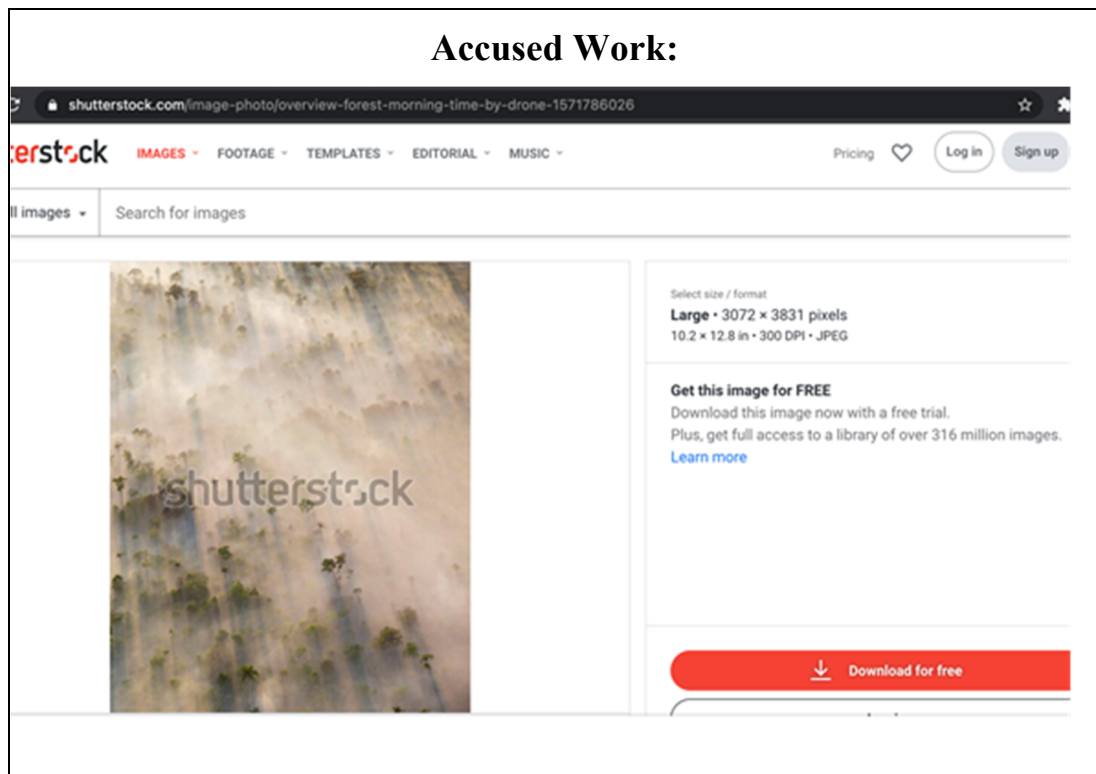 Accused Work:
shutterstock.com/image-photo/overview-forest-morning-time-by-drone-1571786026
terstock IMAGES FOOTAGE TEMPLATES EDITORIAL MUSIC Pricing Log in Sign up
ll images Search for images
Select size / format
Large • 3072 × 3831 pixels
10.2 × 12.8 in • 300 DPI • JPEG
Get this image for FREE
Download this image now with a free trial.
Plus, get full access to a library of over 316 million images.
Learn more
shutterstock
Download for free